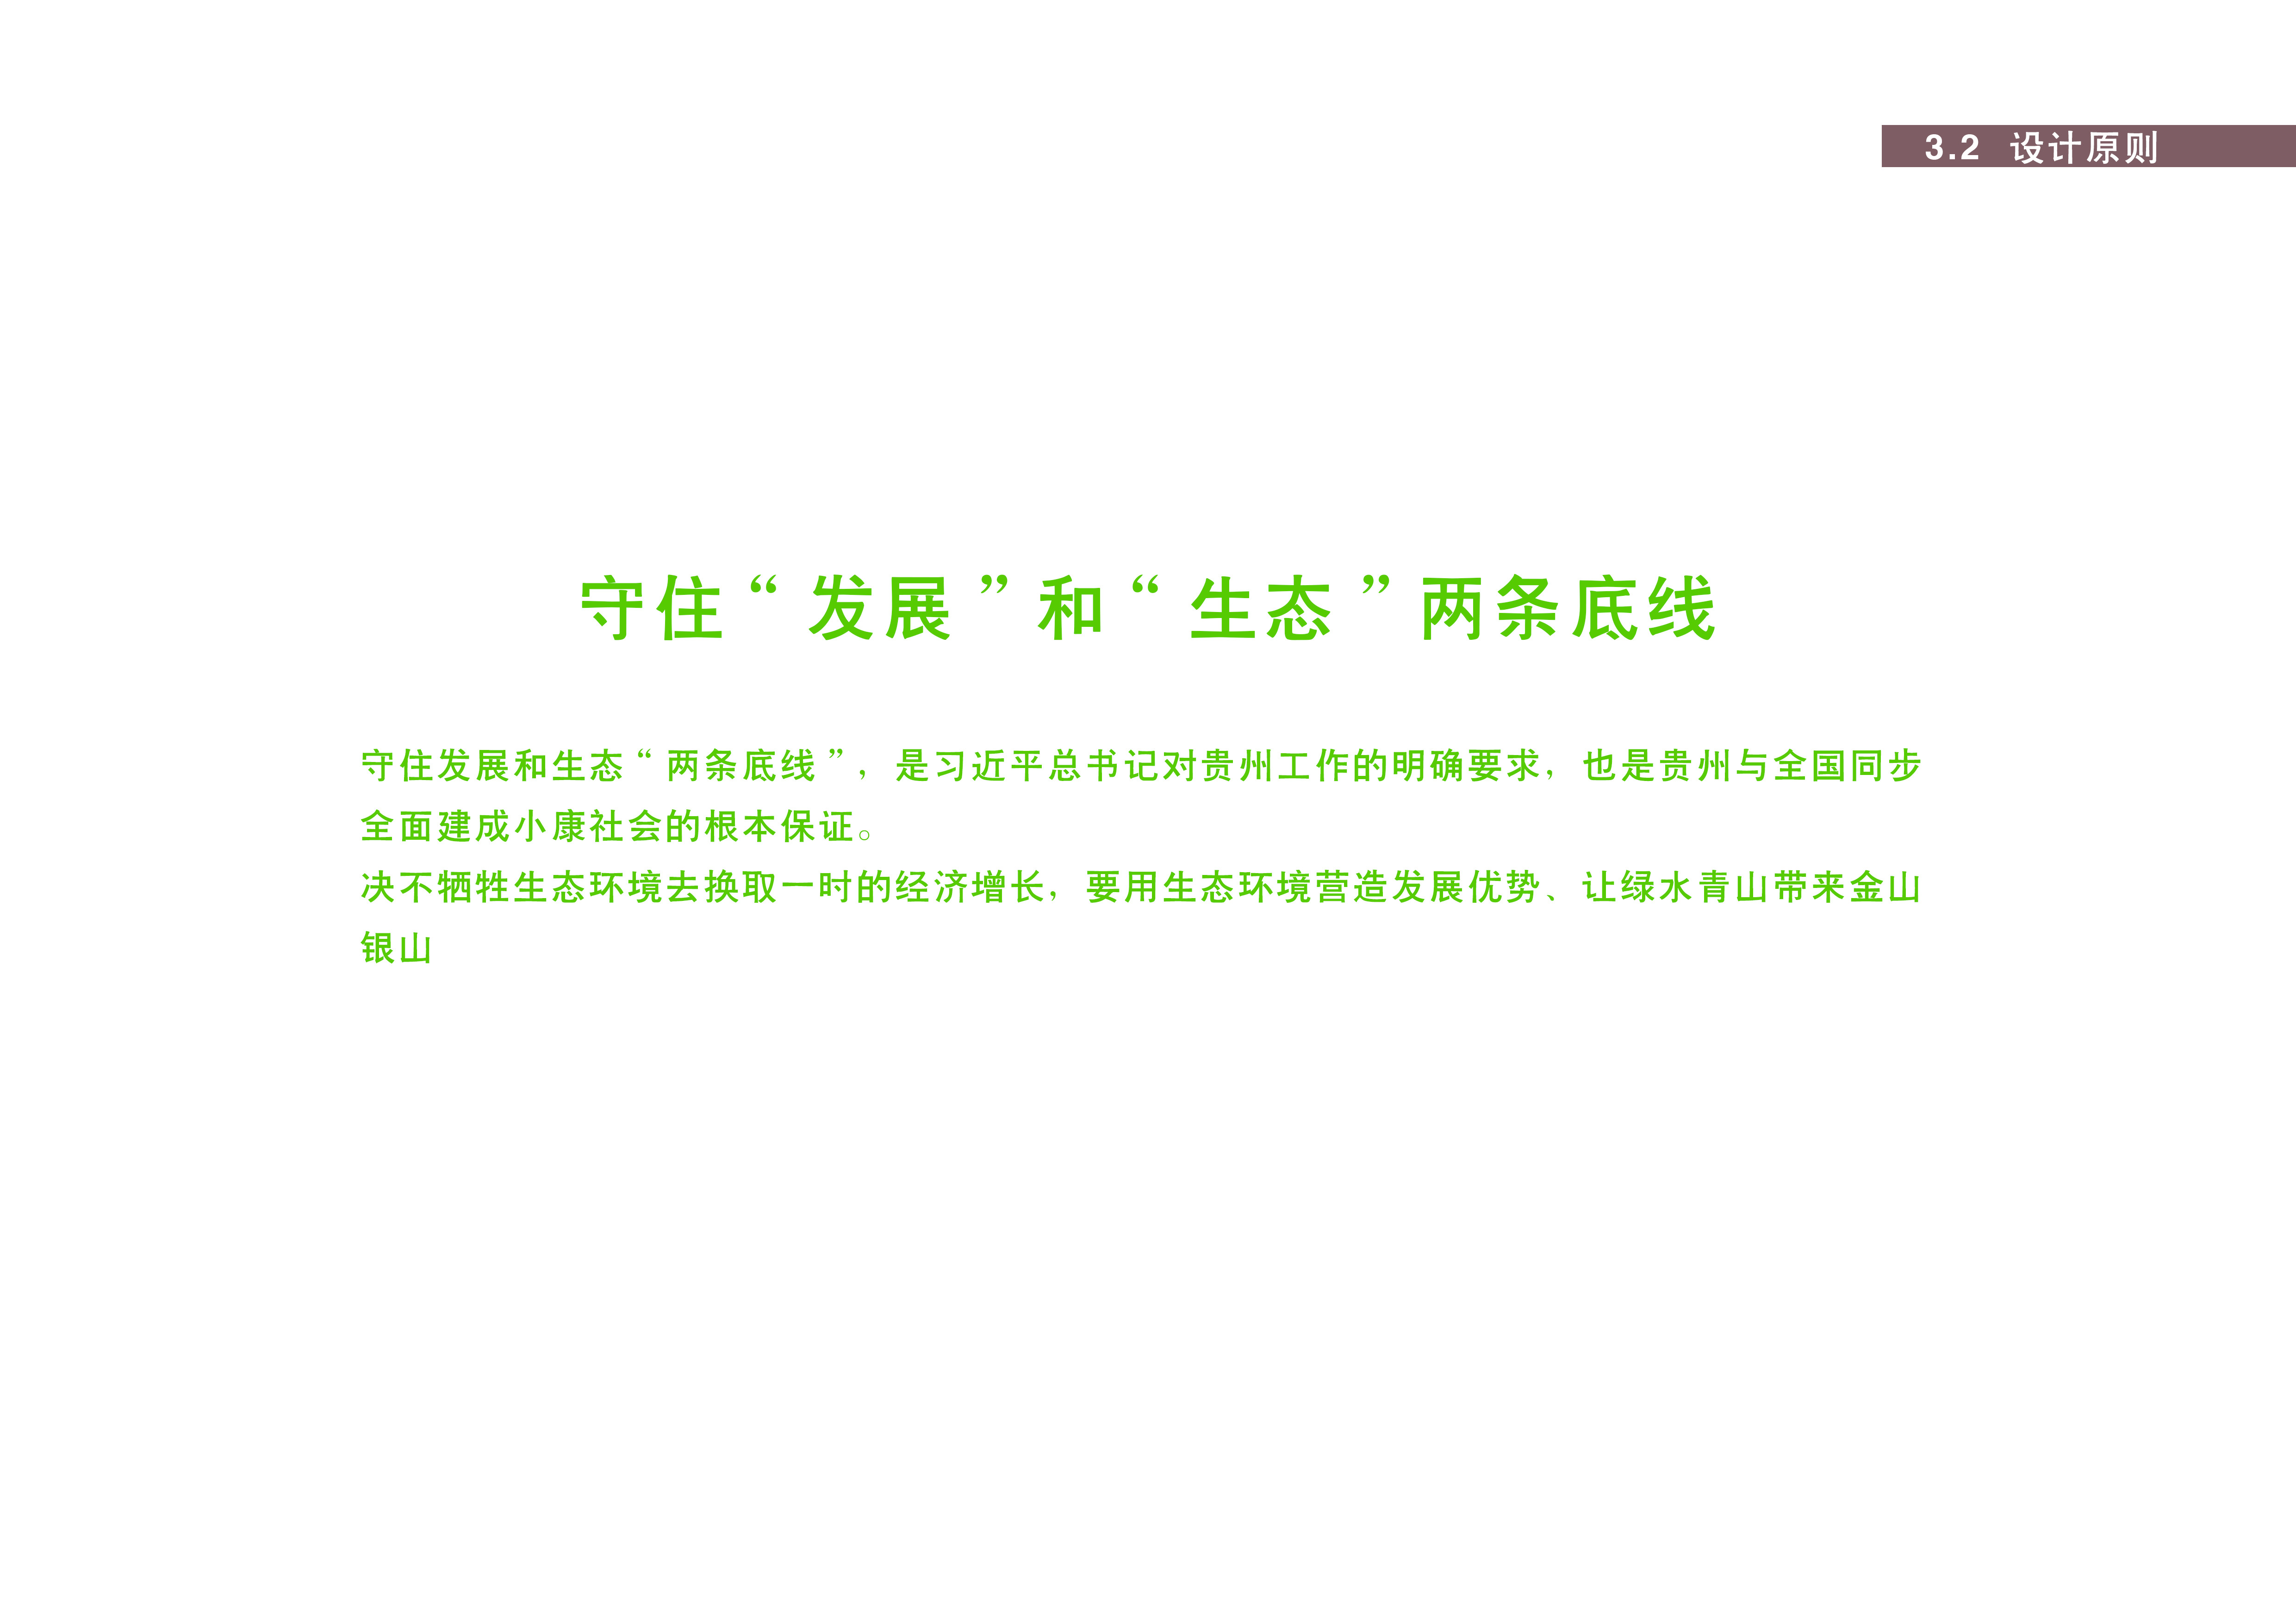 3.2 设计原则
守住“发展”和“生态”两条底线
守住发展和生态“两条底线”，是习近平总书记对贵州工作的明确要求，也是贵州与全国同步
全面建成小康社会的根本保证。
决不牺牲生态环境去换取一时的经济增长，要用生态环境营造发展优势、让绿水青山带来金山
银山